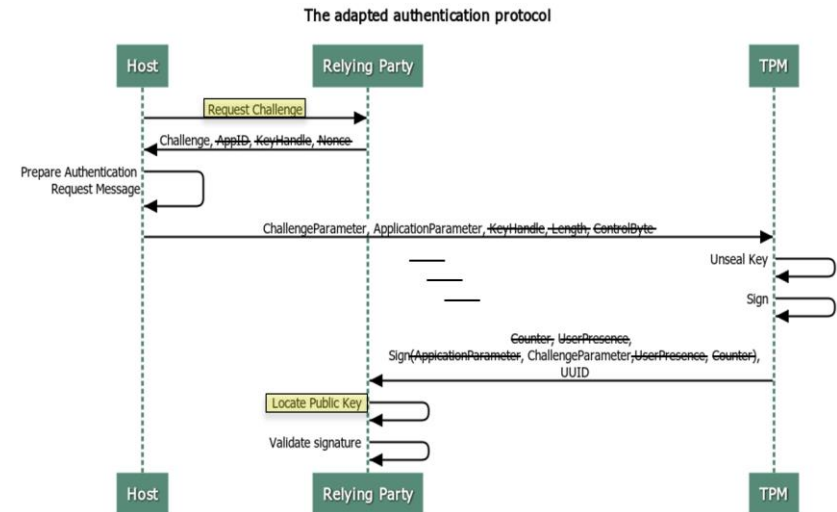 The adapted authentication protocol
Host
Relying Party
TPM
Request Challenge
Challenge, AppID, KeyHandle, Nonce
Prepare Authentication
Request Message
ChallengeParameter, ApplicationParameter, KeyHandle, Length, ControlByte
Unseal Key
Sign
Counter, UserPresence,
Sign(AppicationParameter, ChallengeParameter,UserPresence, Counter),
UUID
Locate Public Key
Validate signature
Host
Relying Party
TPM